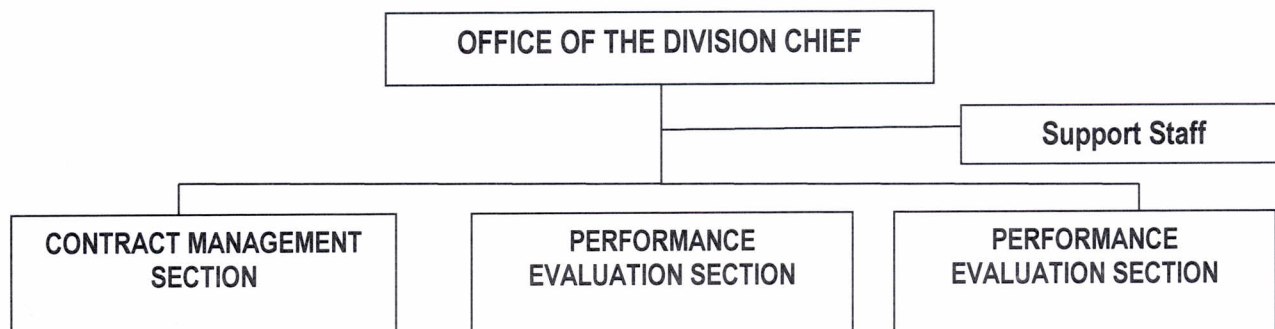 OFFICE OF THE DIVISION CHIEF
Support Staff
CONTRACT MANAGEMENT
SECTION
PERFORMANCE
EVALUATION SECTION
PERFORMANCE
EVALUATION SECTION